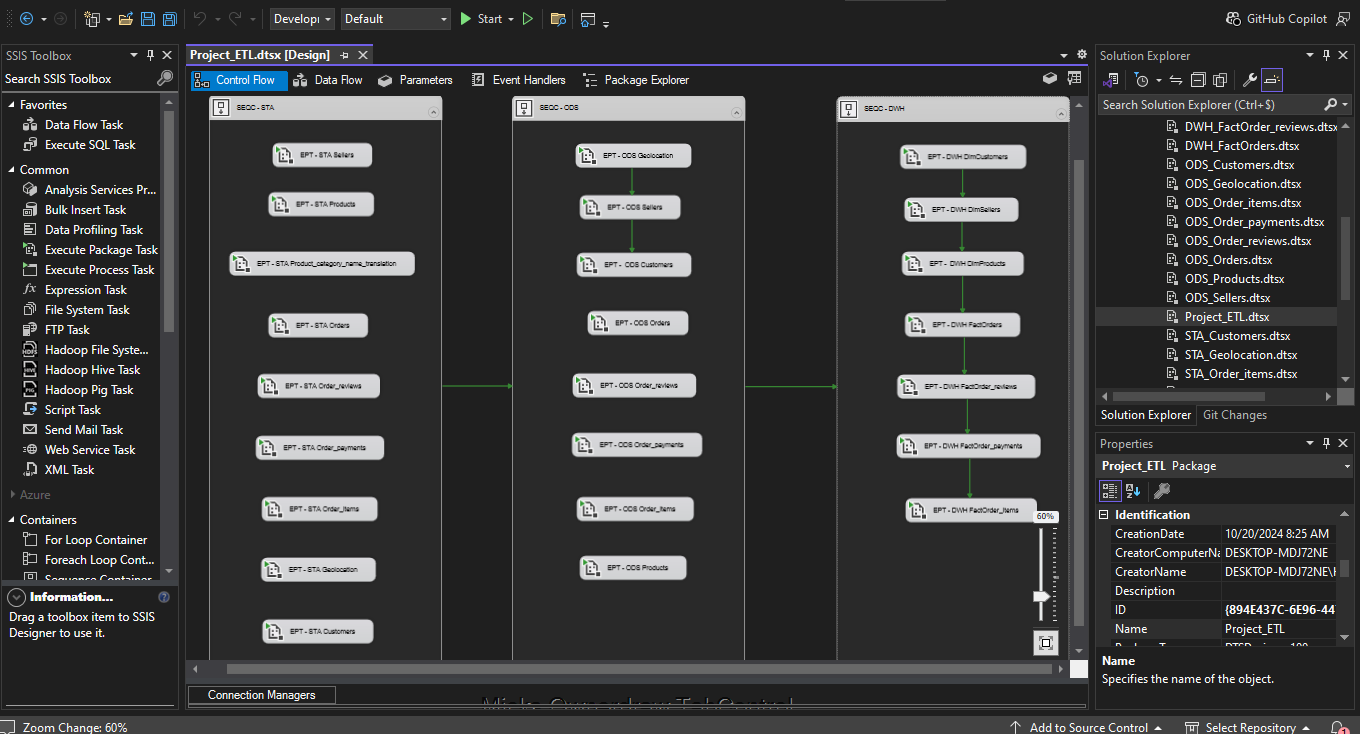 Develop
Default
Start
GitHub Copilot
SSIS Toolbox
Search SSIS Toolbox
Favorites
Data Flow Task
Execute SQL Task
Common
Analysis Services Pr...
Bulk Insert Task
Data Profiling Task
Execute Package Task
Execute Process Task
Expression Task
File System Task
FTP Task
Hadoop File Syste...
Hadoop Hive Task
Hadoop Pig Task
Script Task
Send Mail Task
Web Service Task
XML Task
Azure
Containers
For Loop Container
Foreach Loop Cont...
Sequence Container
Information...
Drag a toolbox item to SSIS
Designer to use it.
Project_ETL.dtsx [Design]
Control Flow
Data Flow
Parameters
Event Handlers
Package Explorer
SEQC - STA
EPT - STA Sellers
EPT - STA Products
EPT - STA Product_category_name_translation
EPT - STA Orders
EPT - STA Order_reviews
EPT - STA Order_payments
EPT - STA Order_items
EPT - STA Geolocation
EPT - STA Customers
SEQC - ODS
EPT - ODS Geolocation
EPT - ODS Sellers
EPT - ODS Customers
EPT - ODS Orders
EPT - ODS Order_reviews
EPT - ODS Order_payments
EPT - ODS Order_items
EPT - ODS Products
SEQC - DWH
EPT - DWH DimCustomers
EPT - DWH DimSellers
EPT - DWH DimProducts
EPT - DWH FactOrders
EPT - DWH FactOrder_reviews
EPT - DWH FactOrder_payments
EPT - DWH FactOrder_items
60%
Connection Managers
Solution Explorer
Search Solution Explorer (Ctrl+$)
DWH_FactOrder_reviews.dtsx
DWH_FactOrders.dtsx
ODS_Customers.dtsx
ODS_Geolocation.dtsx
ODS_Order_items.dtsx
ODS_Order_payments.dtsx
ODS_Order_reviews.dtsx
ODS_Orders.dtsx
ODS_Products.dtsx
ODS_Sellers.dtsx
Project_ETL.dtsx
STA_Customers.dtsx
STA_Geolocation.dtsx
STA_Order_items.dtsx
Solution Explorer Git Changes
Properties
Project_ETL Package
Identification
CreationDate 10/20/2024 8:25 AM
CreatorComputerNa DESKTOP-MDJ72NE
CreatorName DESKTOP-MDJ72NE\
Description
ID {894E437C-6E96-44
Name Project_ETL
Name
Specifies the name of the object.
Zoom Change: 60%
Add to Source Control
Select Repository
1